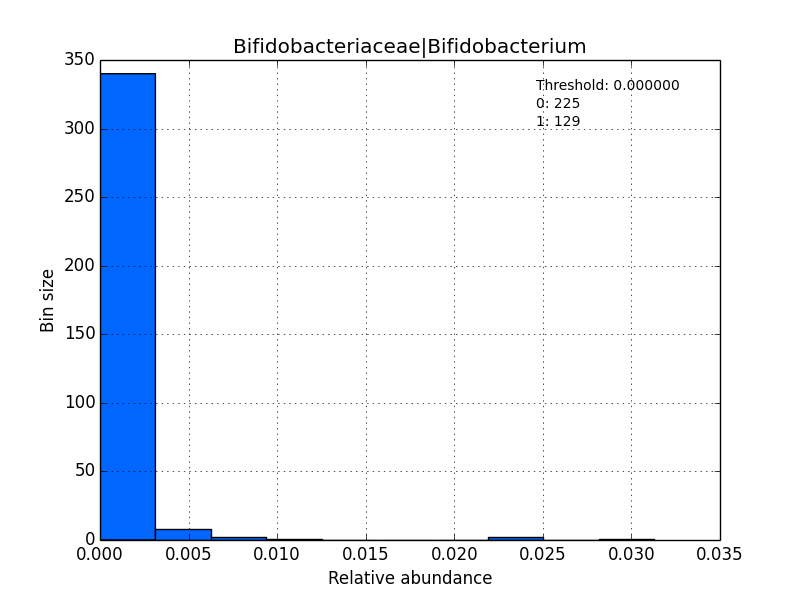 Bifidobacteriaceae|Bifidobacterium
Threshold: 0.000000
0: 225
1: 129
350
300
250
200
150
100
50
0
Bin size
0.000 0.005 0.010 0.015 0.020 0.025 0.030 0.035
Relative abundance